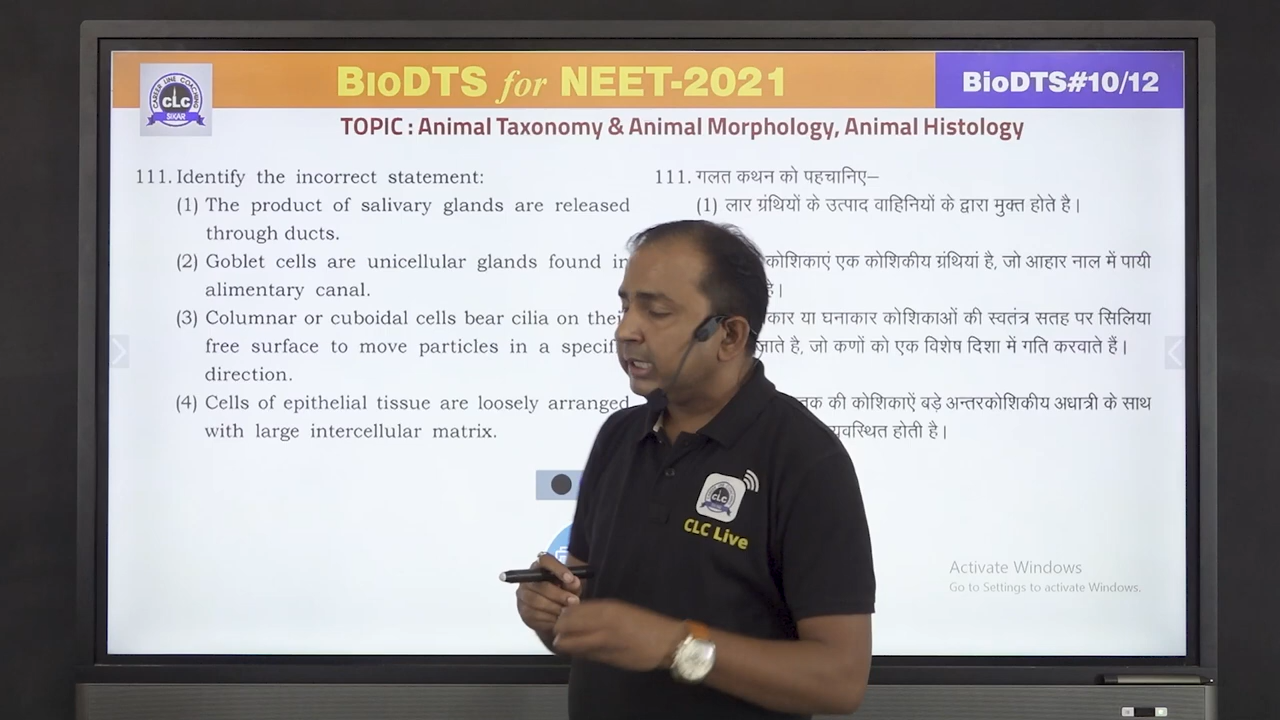 BIODTS for NEET-2021
BioDTS#10/12
CAREER LINE COACHING
CLC
SIKAR
TOPIC : Animal Taxonomy & Animal Morphology, Animal Histology
111. Identify the incorrect statement:
(1) The product of salivary glands are released
through ducts.
(2) Goblet cells are unicellular glands found in
alimentary canal.
(3) Columnar or cuboidal cells bear cilia on thei
free surface to move particles in a specifi
direction.
(4) Cells of epithelial tissue are loosely arranged
with large intercellular matrix.
111. गलत कथन को पहचानिए–
(1) लार ग्रंथियों के उत्पाद वाहिनियों के द्वारा मुक्त होते है।
कोशिकाएं एक कोशिकीय ग्रंथियां है, जो आहार नाल में पायी
है।
कार या घनाकार कोशिकाओं की स्वतंत्र सतह पर सिलिया
जाते है, जो कणों को एक विशेष दिशा में गति करवाते हैं।
तक की कोशिकाऐं बड़े अन्तरकोशिकीय अधात्री के साथ
यवस्थित होती है।
CLC
CLC Live
Activate Windows
Go to Settings to activate Windows.